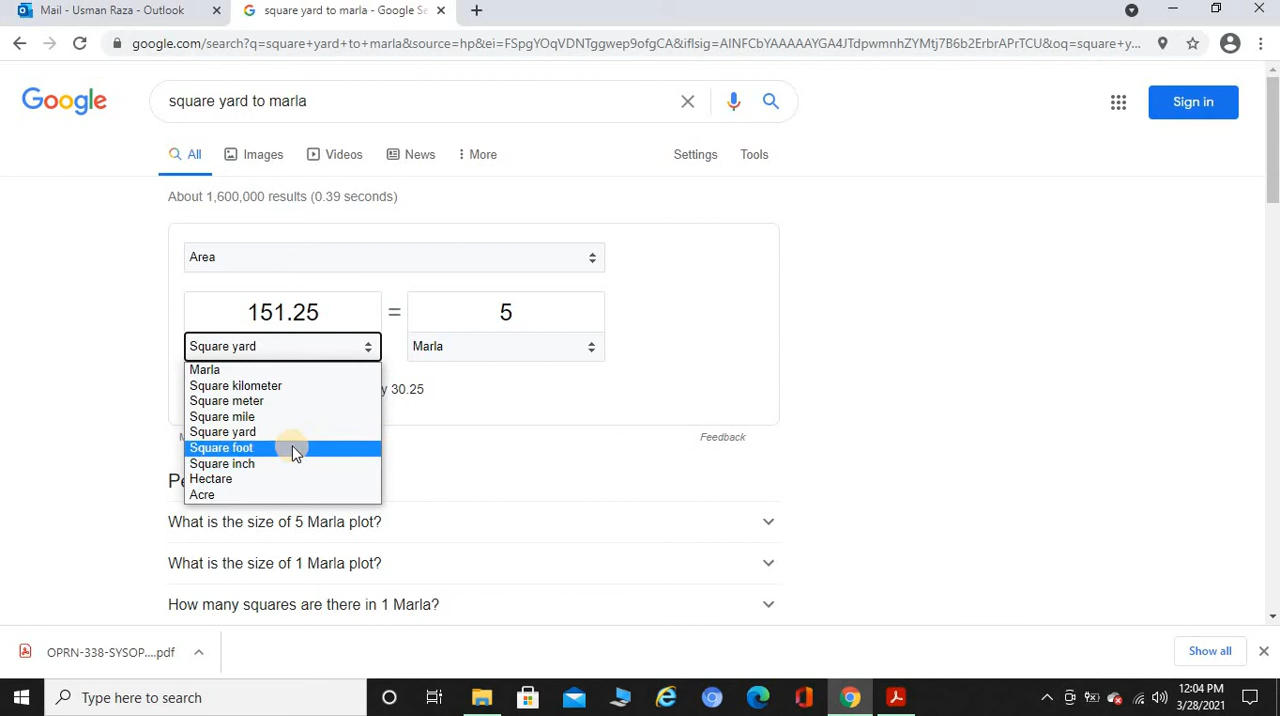 Mail - Usman Raza - Outlook
square yard to marla - Google Se
google.com/search?q=square+yard+to+marla&source=hp&ei=FSpgYOqVDNTggwep9ofgCA&iflsig=AINFCbYAAAAAYGA4JTdpwmnhZYMtj7B6b2ErbrAPrTCU&oq=square+y...
Google
square yard to marla
Sign in
All
Images
Videos
News
More
Settings
Tools
About 1,600,000 results (0.39 seconds)
Area
151.25
=
5
Square yard
Marla
Marla
Square kilometer
Square meter
y 30.25
Square mile
Square yard
Feedback
Square foot
Square inch
Hectare
Acre
What is the size of 5 Marla plot?
What is the size of 1 Marla plot?
How many squares are there in 1 Marla?
OPRN-338-SYSOP....pdf
Show all
Type here to search
12:04 PM
3/28/2021